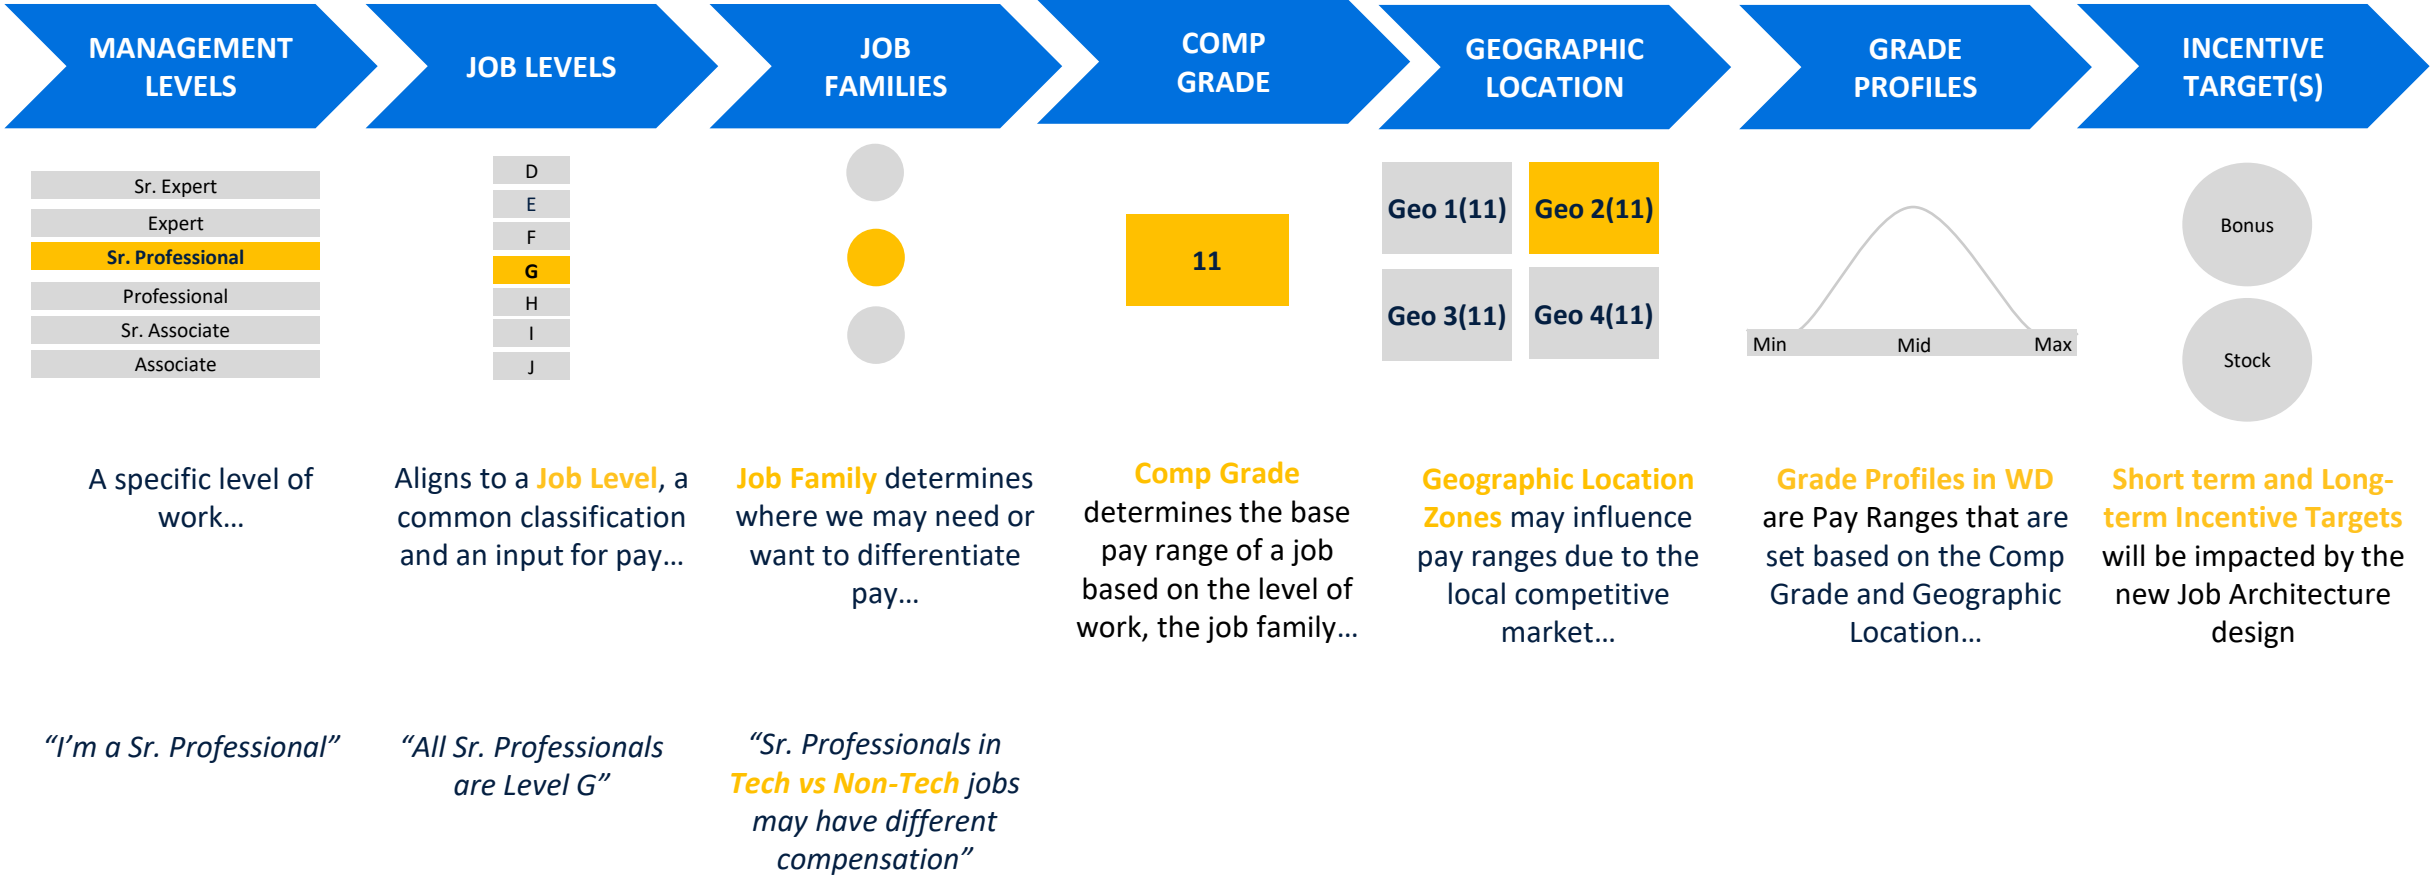 MANAGEMENT
LEVELS
JOB LEVELS
JOB
FAMILIES
COMP
GRADE
GEOGRAPHIC
LOCATION
GRADE
PROFILES
INCENTIVE
TARGET(S)
Sr. Expert
Expert
Sr. Professional
Professional
Sr. Associate
Associate
D
E
F
G
H
I
J
11
Geo 1(11)
Geo 2(11)
Geo 3(11)
Geo 4(11)
Min
Mid
Max
Bonus
Stock
A specific level of
work…
Aligns to a Job Level, a
common classification
and an input for pay…
Job Family determines
where we may need or
want to differentiate
pay…
Comp Grade
determines the base
pay range of a job
based on the level of
work, the job family…
Geographic Location
Zones may influence
pay ranges due to the
local competitive
market…
Grade Profiles in WD
are Pay Ranges that are
set based on the Comp
Grade and Geographic
Location…
Short term and Long-
term Incentive Targets
will be impacted by the
new Job Architecture
design
“I’m a Sr. Professional”
“All Sr. Professionals
are Level G”
“Sr. Professionals in
Tech vs Non-Tech jobs
may have different
compensation”